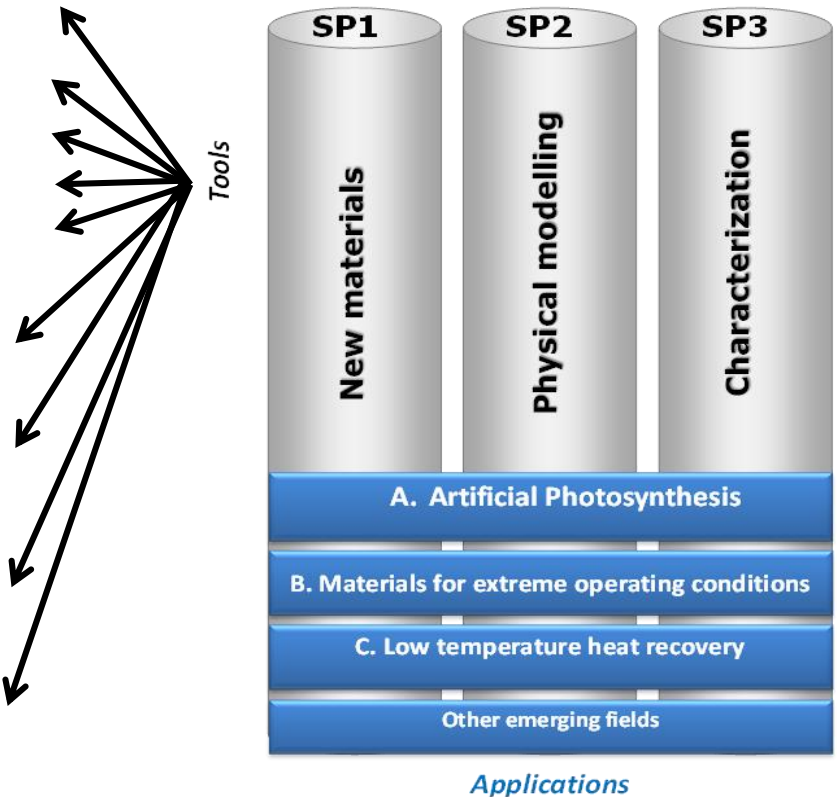 SP1
SP2
SP3
Tools
New materials
Physical modelling
Characterization
A. Artificial Photosynthesis
B. Materials for extreme operating conditions
C. Low temperature heat recovery
Other emerging fields
Applications